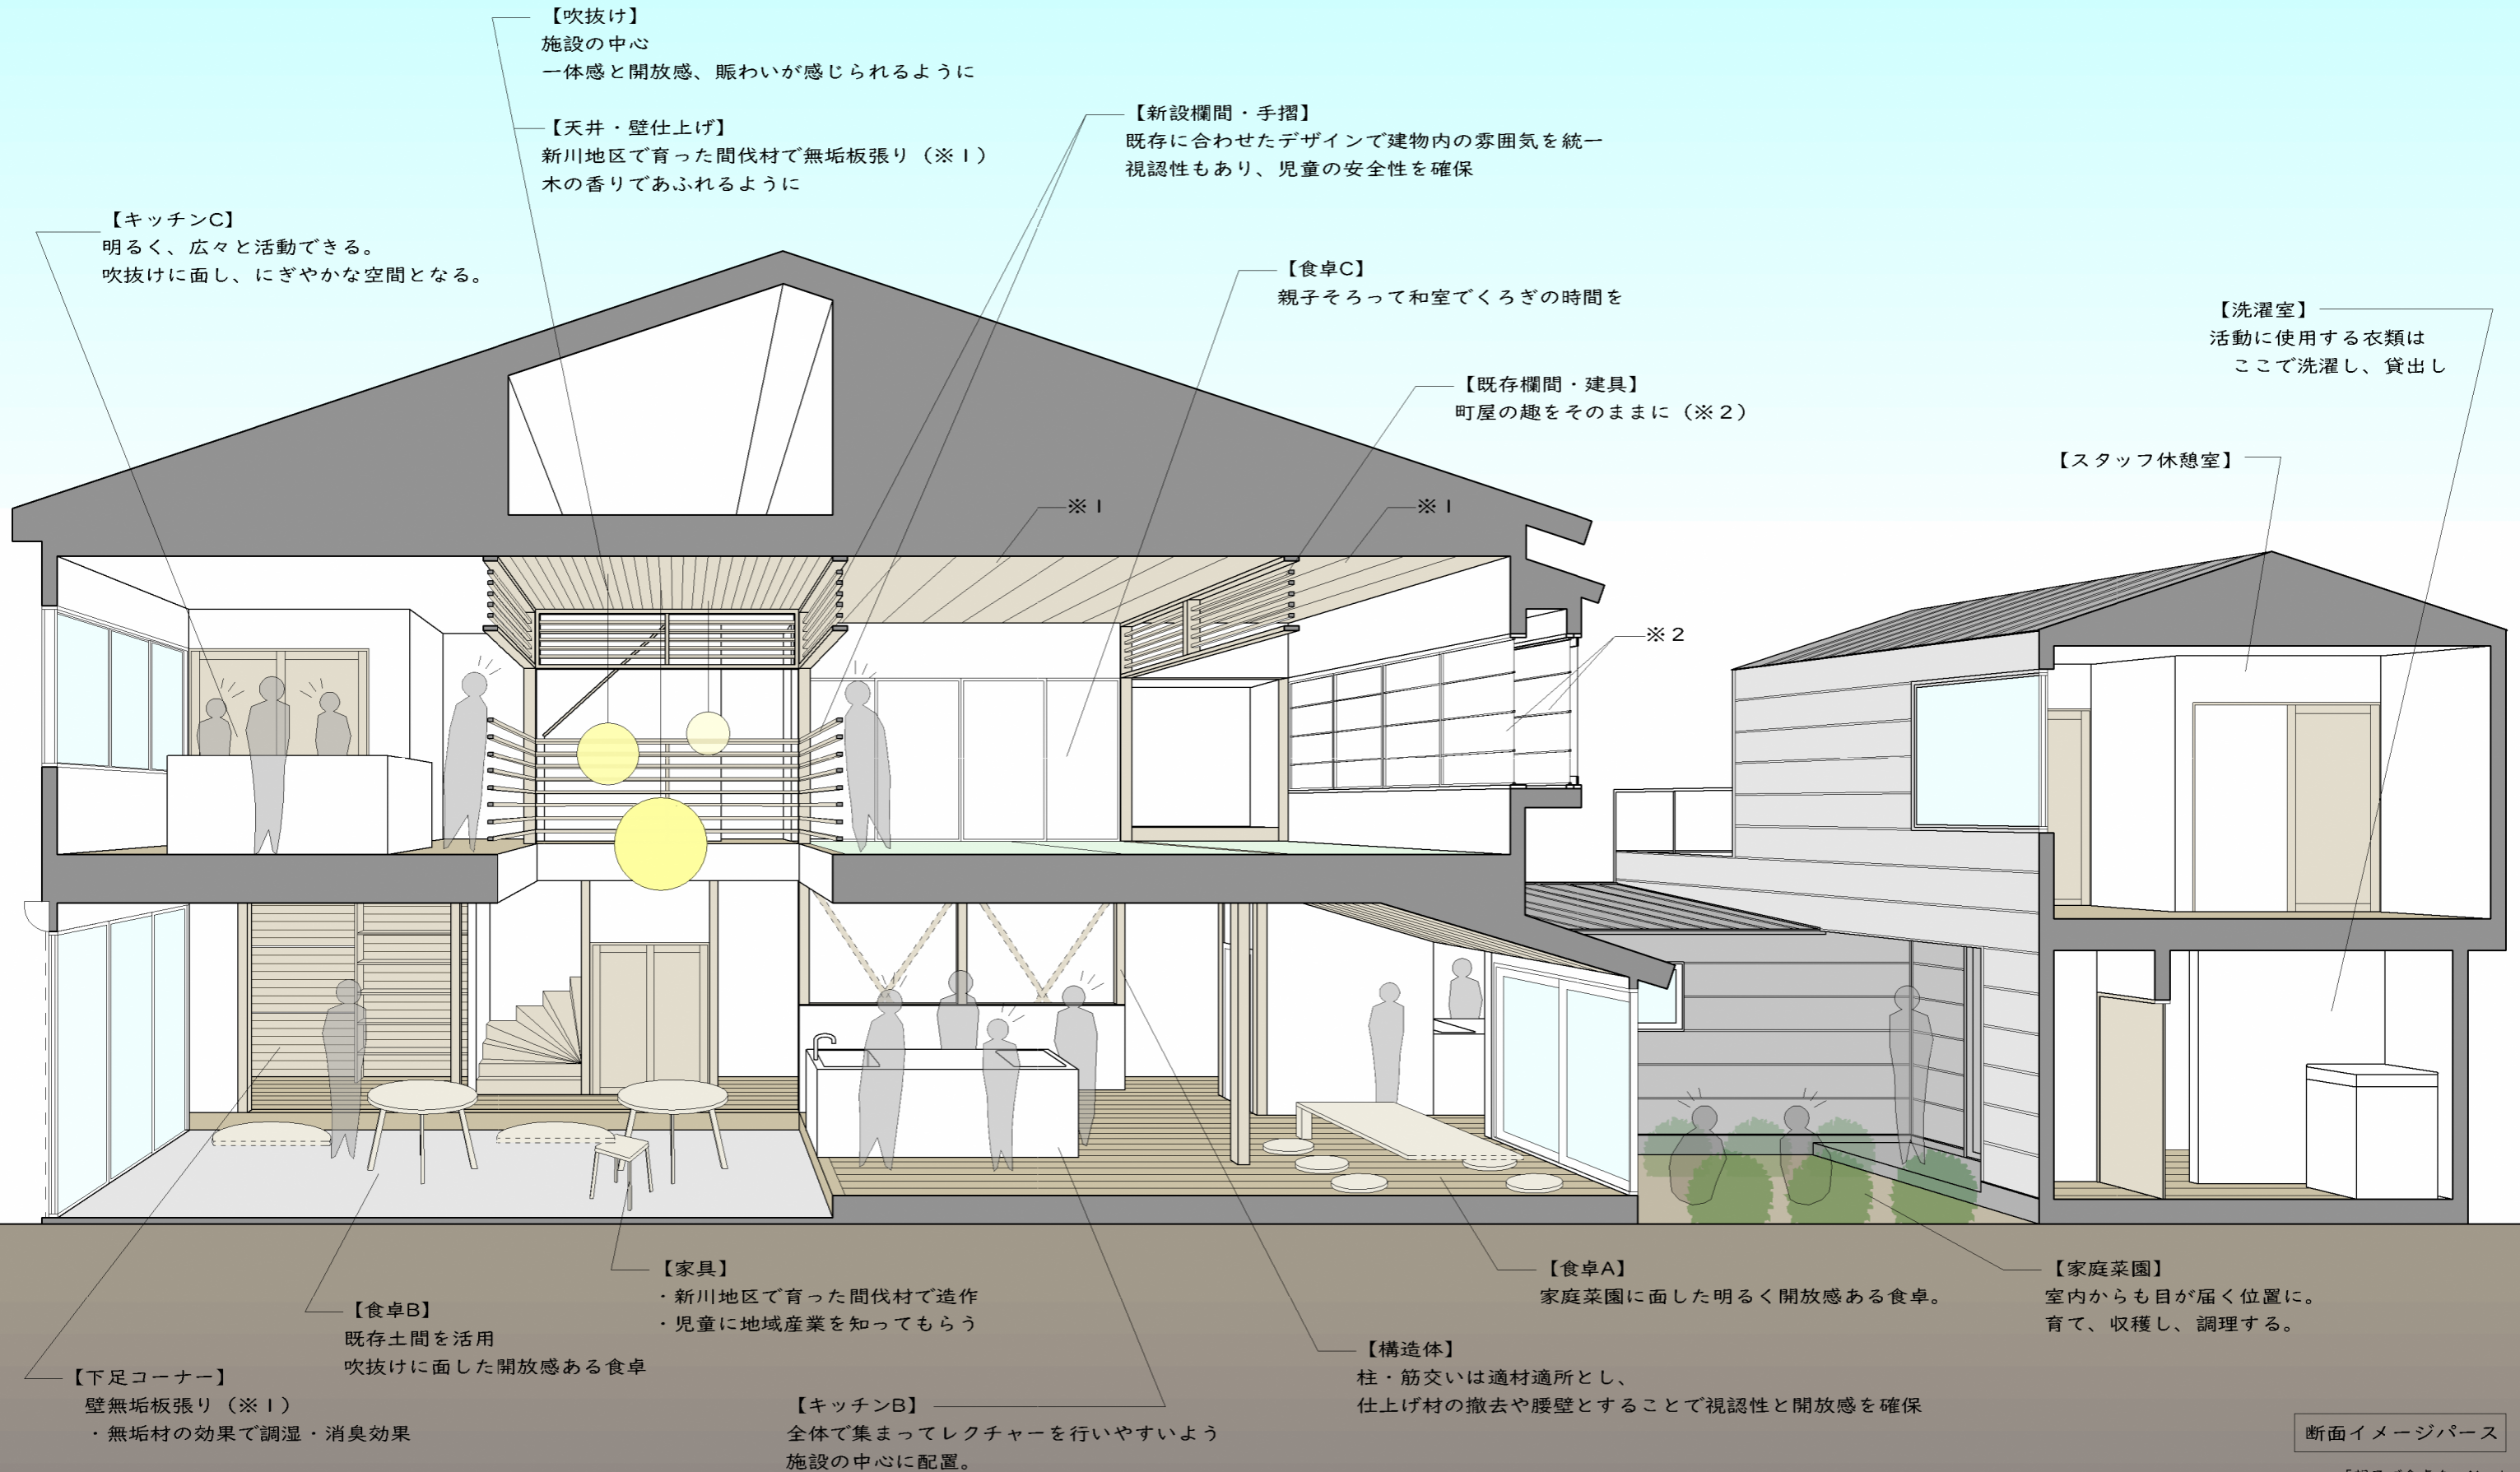 【吹抜け】
施設の中心
一体感と開放感、賑わいが感じられるように
【天井・壁仕上げ】
新川地区で育った間伐材で無垢板張り（※１）
木の香りであふれるように
【新設欄間・手摺】
既存に合わせたデザインで建物内の雰囲気を統一
視認性もあり、児童の安全性を確保
【キッチンC】
明るく、広々と活動できる。
吹抜けに面し、にぎやかな空間となる。
【食卓C】
親子そろって和室でくろぎの時間を
【洗濯室】
活動に使用する衣類は
ここで洗濯し、貸出し
【既存欄間・建具】
町屋の趣をそのままに（※２）
【スタッフ休憩室】
※１
※１
※２
【家具】
・新川地区で育った間伐材で造作
・児童に地域産業を知ってもらう
【食卓A】
家庭菜園に面した明るく開放感ある食卓。
【家庭菜園】
室内からも目が届く位置に。
育て、収穫し、調理する。
【食卓B】
既存土間を活用
吹抜けに面した開放感ある食卓
【構造体】
柱・筋交いは適材適所とし、
仕上げ材の撤去や腰壁とすることで視認性と開放感を確保
【下足コーナー】
壁無垢板張り（※１）
・無垢材の効果で調湿・消臭効果
【キッチンB】
全体で集まってレクチャーを行いやすいよう
施設の中心に配置。
断面イメージパース